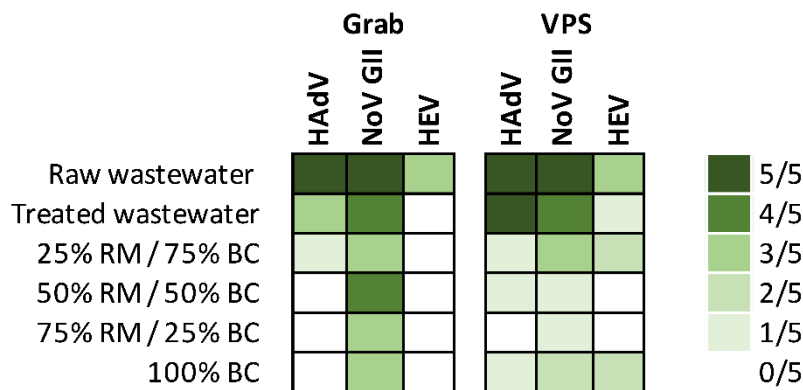 Grab VPS
HAdV NoV GII HEV HAdV NoV GII HEV
Raw wastewater 5/5
Treated wastewater 4/5
25% RM / 75% BC 3/5
50% RM / 50% BC 2/5
75% RM / 25% BC 1/5
100% BC 0/5